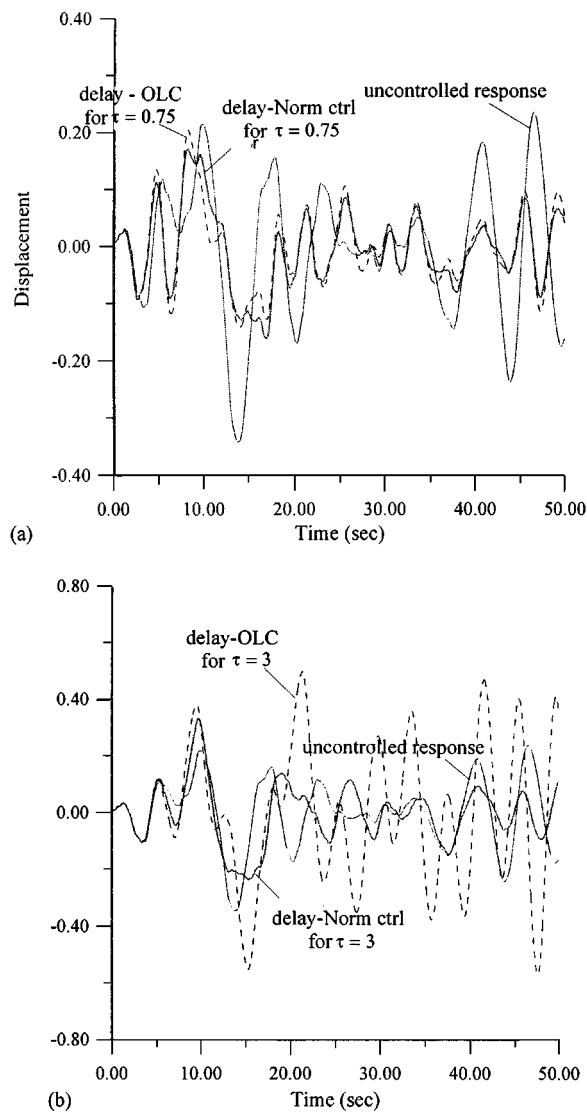 0.40
delay - OLC
for τ = 0.75
delay-Norm ctrl
for τ = 0.75
uncontrolled response
0.20
0.00
-0.20
-0.40
Displacement
0.00 10.00 20.00 30.00 40.00 50.00
(a)
Time (sec)
0.80
delay-OLC
for τ = 3
0.40
uncontrolled response
0.00
delay-Norm ctrl
for τ = 3
-0.40
-0.80
0.00 10.00 20.00 30.00 40.00 50.00
(b)
Time (sec)